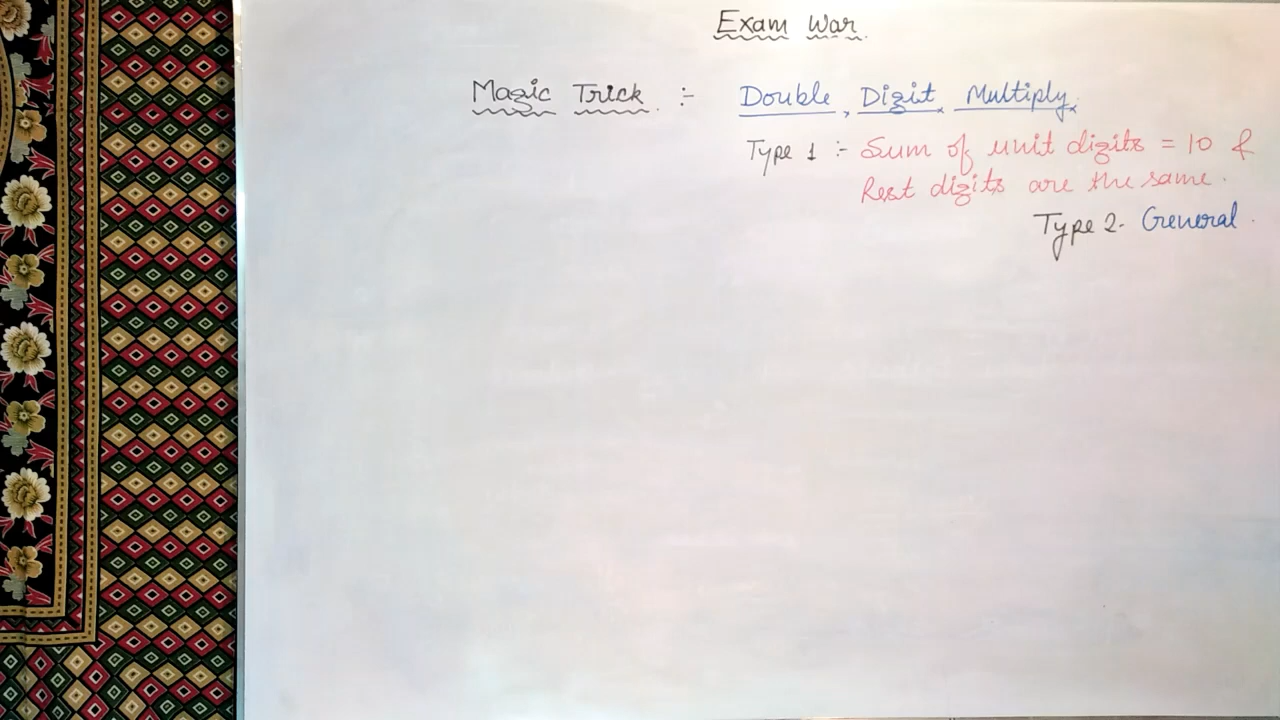 Exam War.
Magic Trick :- Double Digit Multiply.
Type 1 :- Sum of unit digits = 10 &
Rest digits are the same.
Type 2- General.